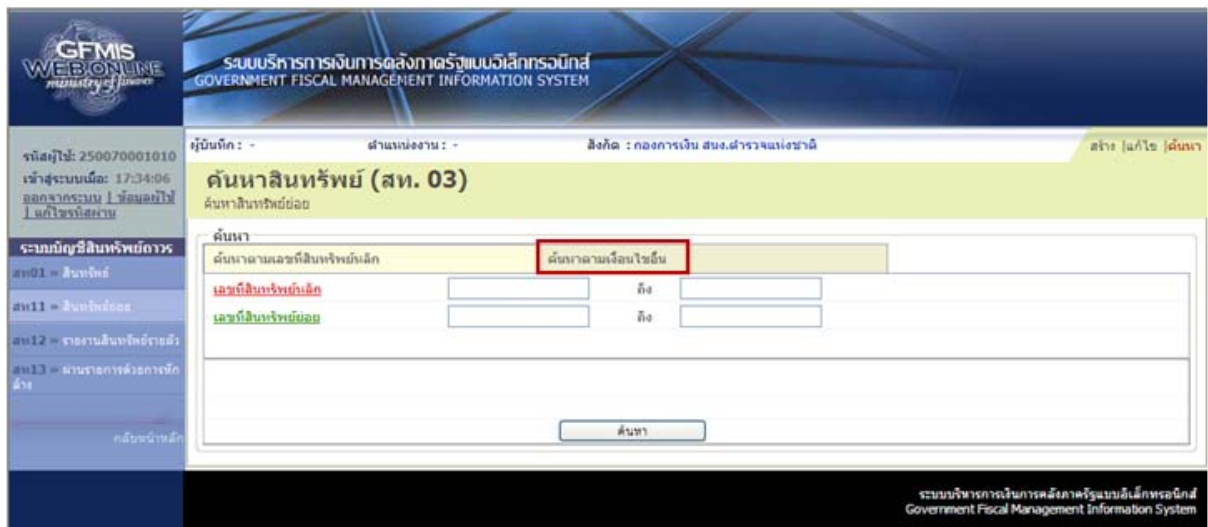 GFMIS
WEB ONLINE
ministry of finance
ระบบบริหารการเงินการคลังภาครัฐแบบอิเล็กทรอนิกส์
GOVERNMENT FISCAL MANAGEMENT INFORMATION SYSTEM
รหัสผู้ใช้: 250070001010
เข้าสู่ระบบเมื่อ: 17:34:06
ออกจากระบบ | ข้อมูลผู้ใช้
| แก้ไขรหัสผ่าน
ผู้บันทึก : - ตำแหน่งงาน : - สังกัด : กองการเงิน สนง.ตำรวจแห่งชาติ สร้าง |แก้ไข |ค้นหา
ค้นหาสินทรัพย์ (สท. 03)
ค้นหาสินทรัพย์ย่อย
ระบบบัญชีสินทรัพย์ถาวร
สท01 » สินทรัพย์
สท11 » สินทรัพย์ย่อย
สท12 » รายงานสินทรัพย์รายตัว
สท13 » ผ่านรายการด้วยการหัก
ล้าง
กลับหน้าหลัก
ค้นหา
ค้นหาตามเลขที่สินทรัพย์หลัก ค้นหาตามเงื่อนไขอื่น
เลขที่สินทรัพย์หลัก ถึง
เลขที่สินทรัพย์ย่อย ถึง
ค้นหา
ระบบบริหารการเงินการคลังภาครัฐแบบอิเล็กทรอนิกส์
Government Fiscal Management Information System